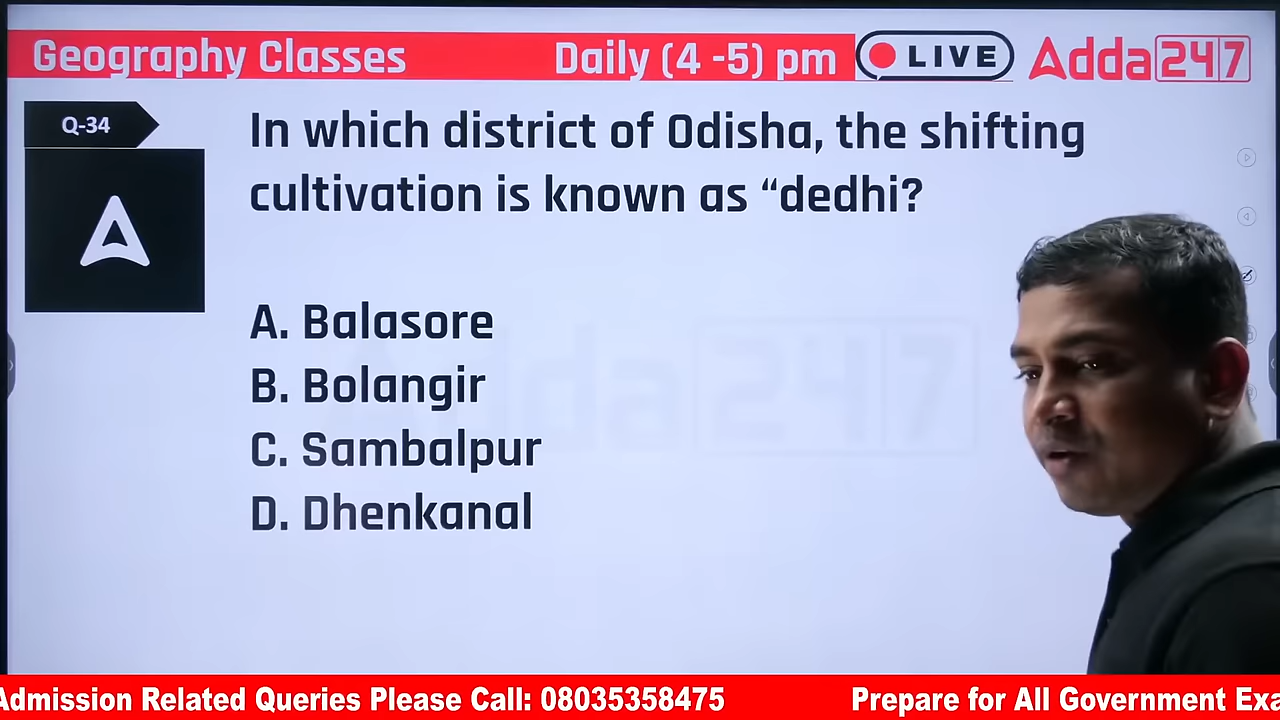 Geography Classes
Daily (4 -5) pm
LIVE
Adda247
Q-34
In which district of Odisha, the shifting
cultivation is known as “dedhi?
A. Balasore
B. Bolangir
C. Sambalpur
D. Dhenkanal
Admission Related Queries Please Call: 08035358475
Prepare for All Government Exa